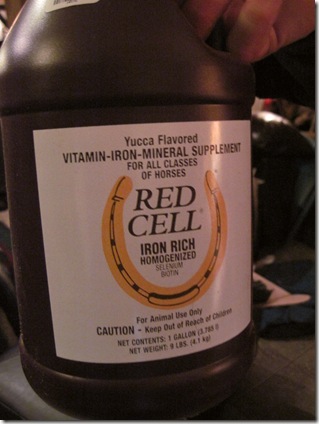 Yucca Flavored
VITAMIN-IRON-MINERAL SUPPLEMENT
FOR ALL CLASSES
OF HORSES
RED
CELL®
IRON RICH
HOMOGENIZED
SELENIUM
BIOTIN
For Animal Use Only
CAUTION - Keep Out of Reach of Children
NET CONTENTS: 1 GALLON (3.785 l)
NET WEIGHT: 9 LBS. (4.1 kg)